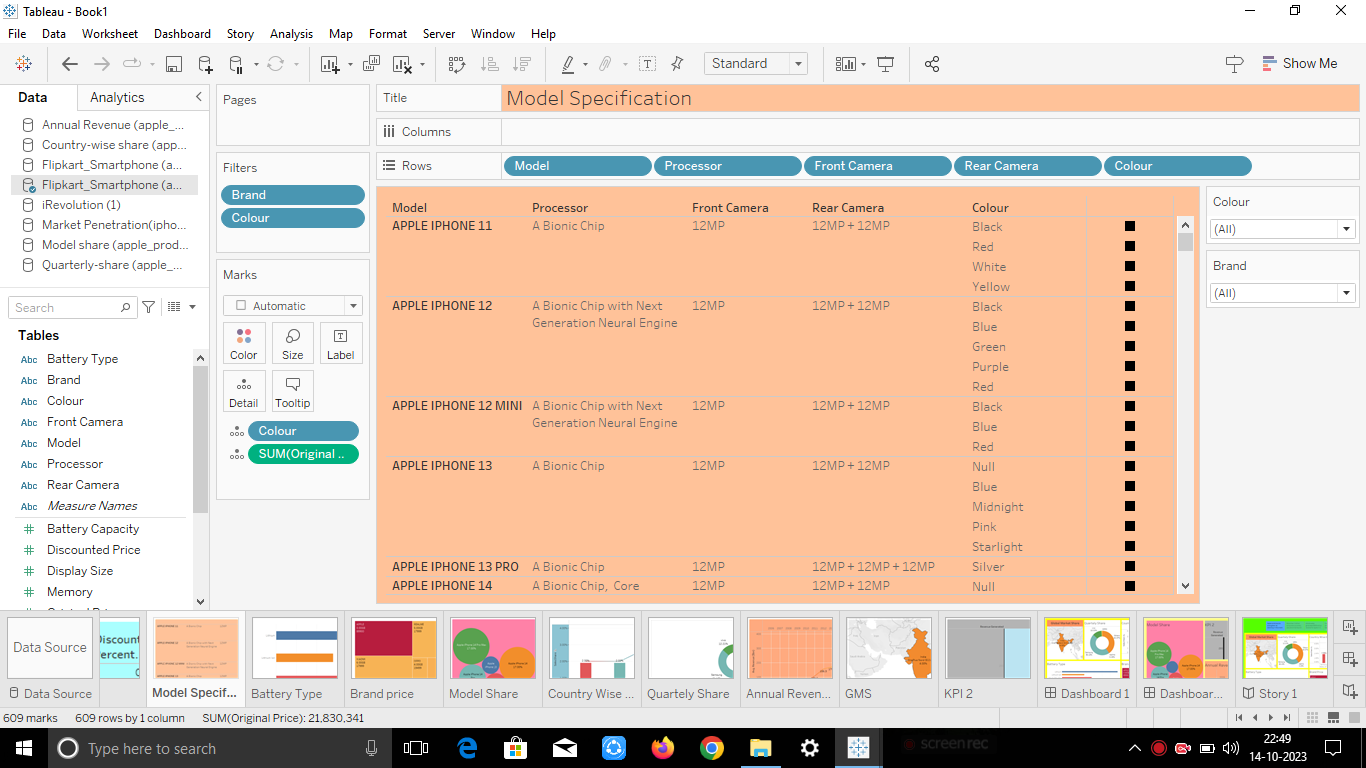 Tableau - Book1
File Data Worksheet Dashboard Story Analysis Map Format Server Window Help
Standard
Show Me
Data Analytics
Annual Revenue (apple_...
Country-wise share (app...
Flipkart_Smartphone (a...
Flipkart_Smartphone (a...
iRevolution (1)
Market Penetration(ipho...
Model share (apple_prod...
Quarterly-share (apple_...
Search
Tables
Abc Battery Type
Abc Brand
Abc Colour
Abc Front Camera
Abc Model
Abc Processor
Abc Rear Camera
Abc Measure Names
# Battery Capacity
# Discounted Price
# Display Size
# Memory
Pages
Filters
Brand
Colour
Marks
Automatic
Color Size Label
Detail Tooltip
Colour
SUM(Original ..
Title Model Specification
Columns
Rows Model Processor Front Camera Rear Camera Colour
Model Processor Front Camera Rear Camera Colour
APPLE IPHONE 11 A Bionic Chip 12MP 12MP + 12MP Black
Red
White
Yellow
APPLE IPHONE 12 A Bionic Chip with Next Generation Neural Engine 12MP 12MP + 12MP Black
Blue
Green
Purple
Red
APPLE IPHONE 12 MINI A Bionic Chip with Next Generation Neural Engine 12MP 12MP + 12MP Black
Blue
Red
APPLE IPHONE 13 A Bionic Chip 12MP 12MP + 12MP Null
Blue
Midnight
Pink
Starlight
APPLE IPHONE 13 PRO A Bionic Chip 12MP 12MP + 12MP + 12MP Silver
APPLE IPHONE 14 A Bionic Chip, Core 12MP 12MP + 12MP Null
Colour
(All)
Brand
(All)
Data Source
Discount
Percent.
Data Source Model Specif... Battery Type Brand price Model Share Country Wise ... Quartely Share Annual Reven... GMS KPI 2 Dashboard 1 Dashboar... Story 1
609 marks 609 rows by 1 column SUM(Original Price): 21,830,341
Type here to search
screenrec
22:49
14-10-2023